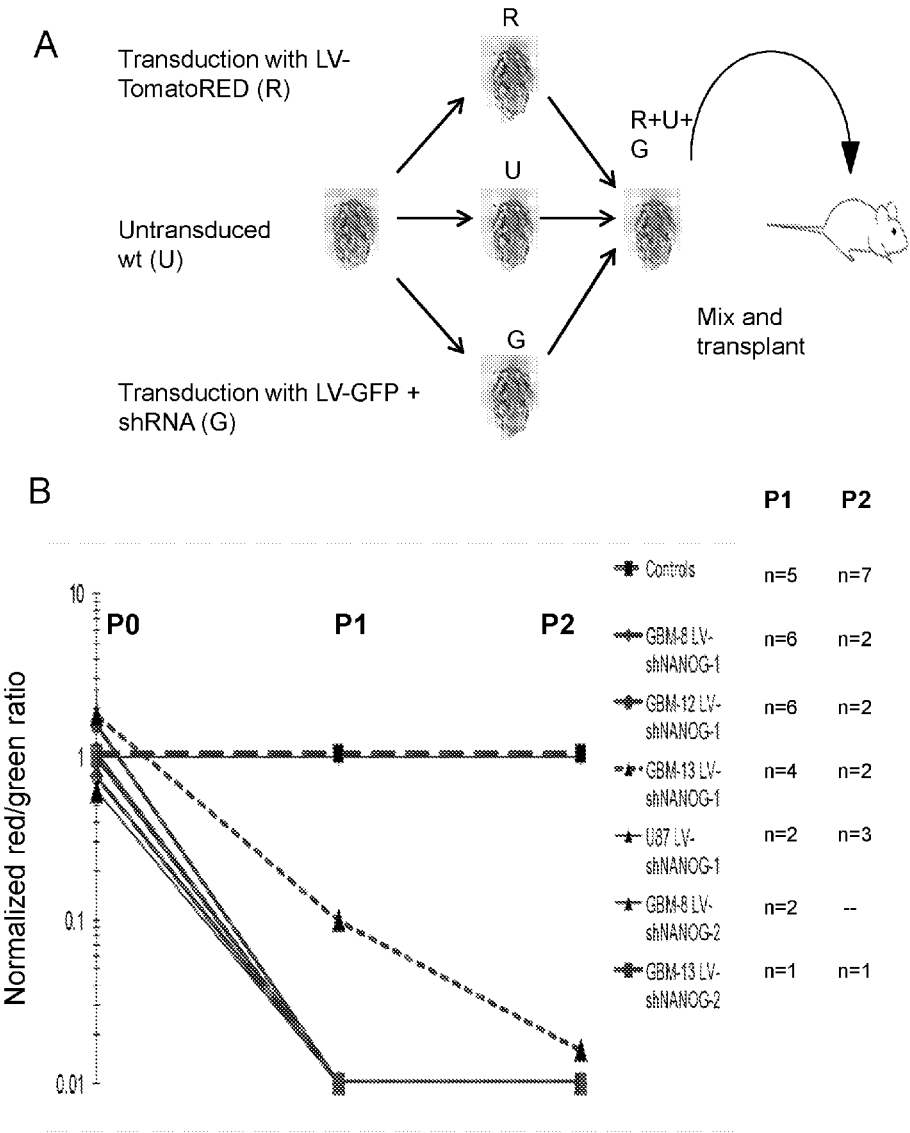 A
R
Transduction with LV-
TomatoRED (R)
R+U+
G
U
Untransduced
wt (U)
Mix and
transplant
G
Transduction with LV-GFP +
shRNA (G)
B
P1 P2
Controls n=5 n=7
10
P0 P1 P2
GBM-8 LV- n=6 n=2
shNANOG-1
GBM-12 LV- n=6 n=2
shNANOG-1
1
GBM-13 LV- n=4 n=2
shNANOG-1
U87 LV- n=2 n=3
shNANOG-1
GBM-8 LV- n=2 --
shNANOG-2
0.1
GBM-13 LV- n=1 n=1
shNANOG-2
0.01
Normalized red/green ratio